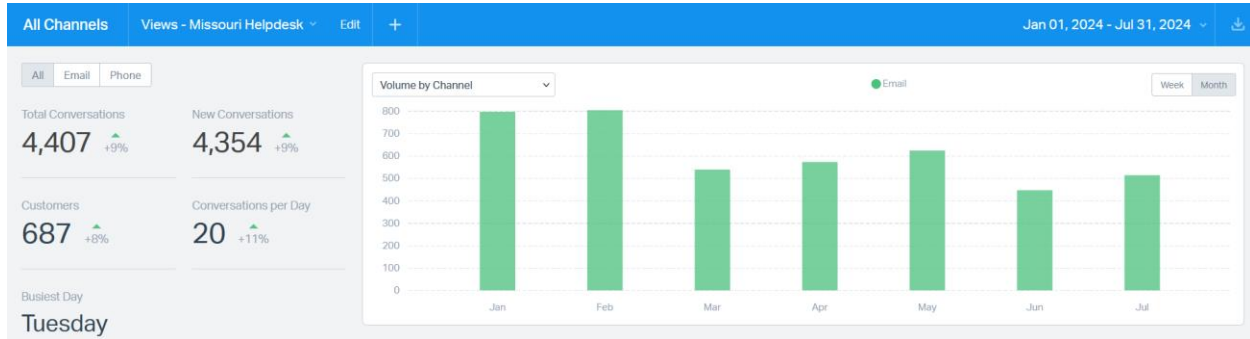 All Channels Views - Missouri Helpdesk Edit + Jan 01, 2024 - Jul 31, 2024
All Email Phone
Total Conversations New Conversations
4,407 +9% 4,354 +9%
Customers Conversations per Day
687 +8% 20 +11%
Busiest Day
Tuesday
Volume by Channel Email Week Month
800
700
600
500
400
300
200
100
0
Jan Feb Mar Apr May Jun Jul